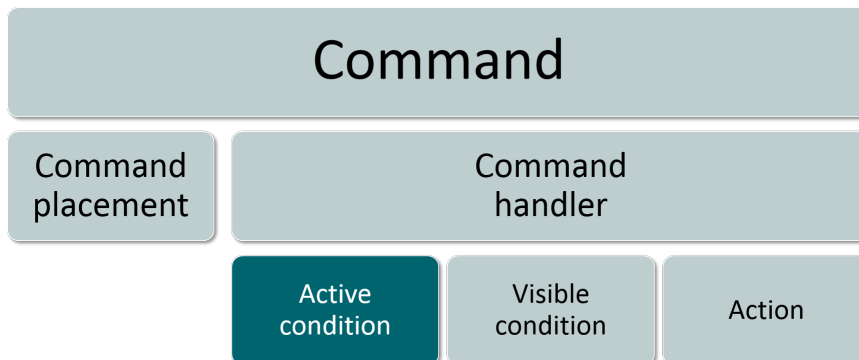 Command
Command
placement
Command
handler
Active
condition
Visible
condition
Action